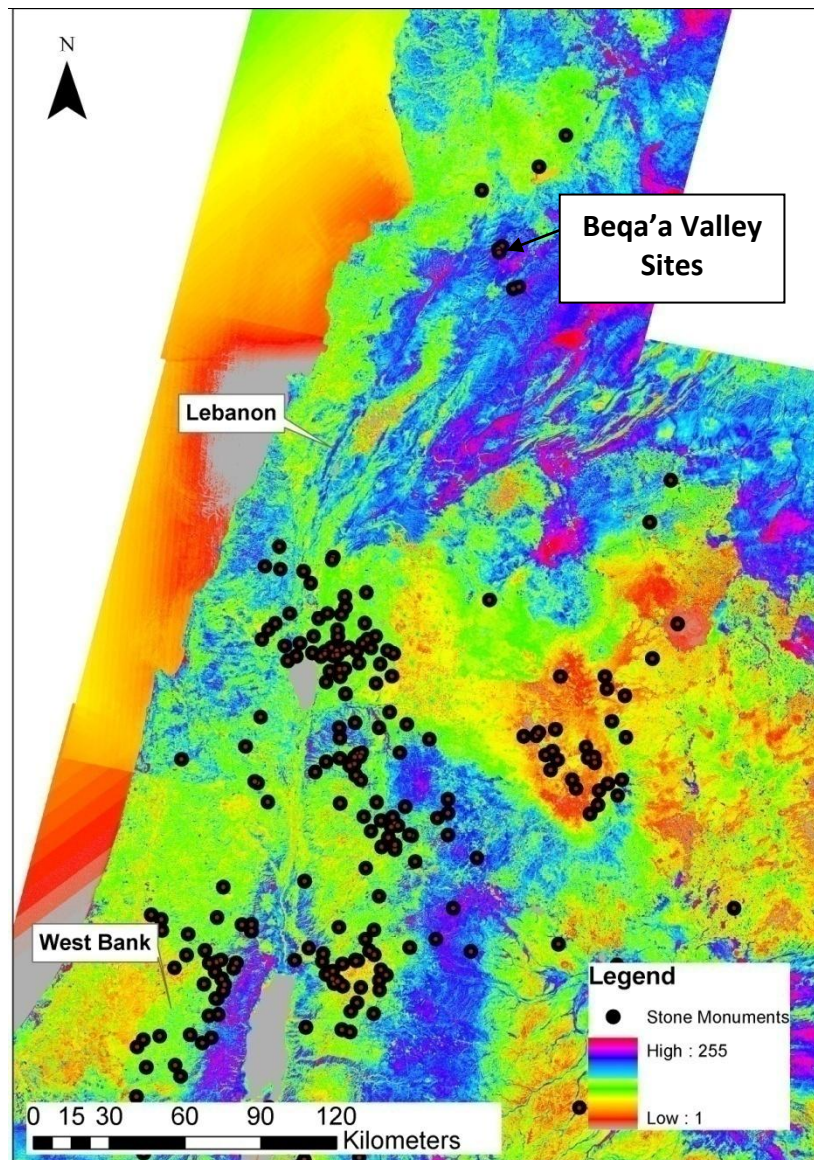 N
Beqa’a Valley
Sites
Lebanon
West Bank
Legend
Stone Monuments
High : 255
Low : 1
0 15 30 60 90 120
Kilometers